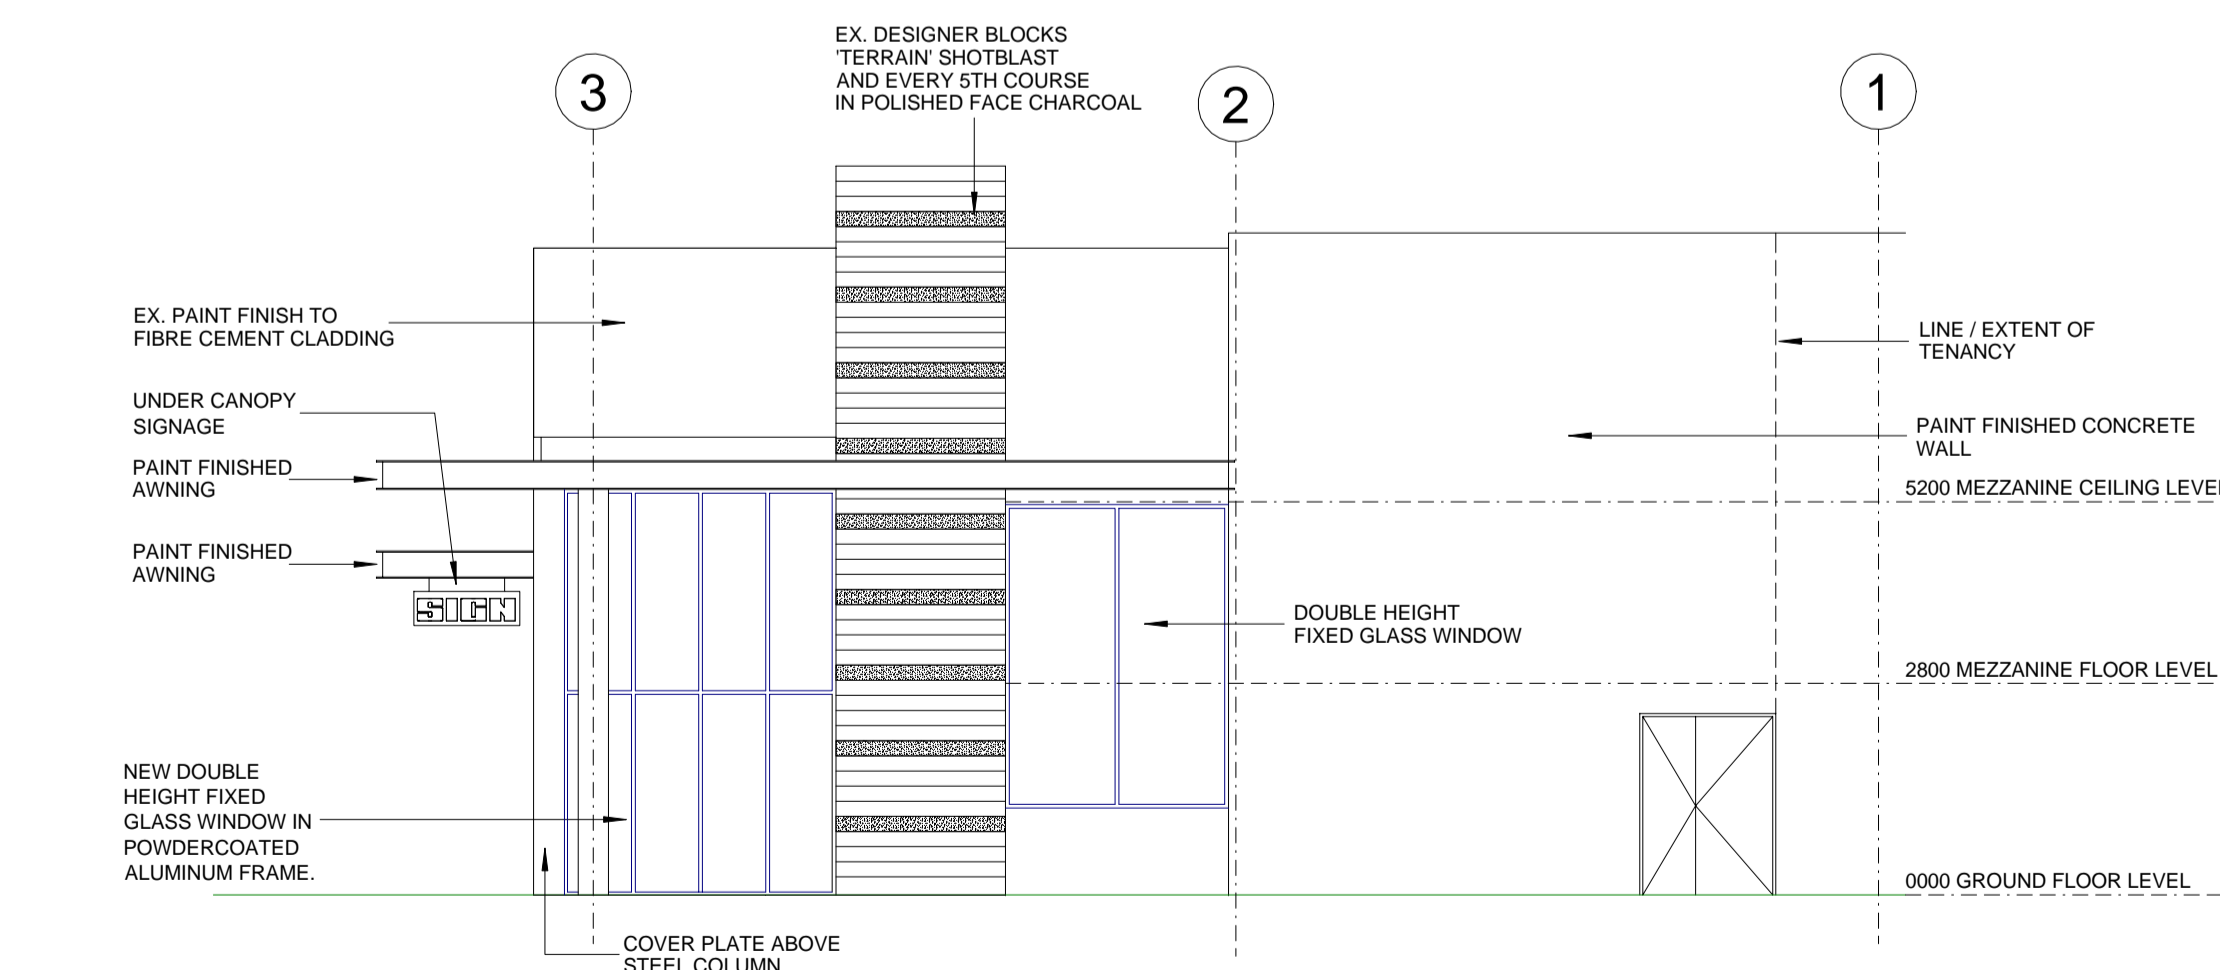 EX. DESIGNER BLOCKS
'TERRAIN' SHOTBLAST
AND EVERY 5TH COURSE
IN POLISHED FACE CHARCOAL
3
2
1
EX. PAINT FINISH TO
FIBRE CEMENT CLADDING
UNDER CANOPY
SIGNAGE
PAINT FINISHED
AWNING
PAINT FINISHED
AWNING
SIGN
NEW DOUBLE
HEIGHT FIXED
GLASS WINDOW IN
POWDERCOATED
ALUMINUM FRAME.
COVER PLATE ABOVE
STEEL COLUMN
DOUBLE HEIGHT
FIXED GLASS WINDOW
LINE / EXTENT OF
TENANCY
PAINT FINISHED CONCRETE
WALL
5200 MEZZANINE CEILING LEVEL
2800 MEZZANINE FLOOR LEVEL
0000 GROUND FLOOR LEVEL